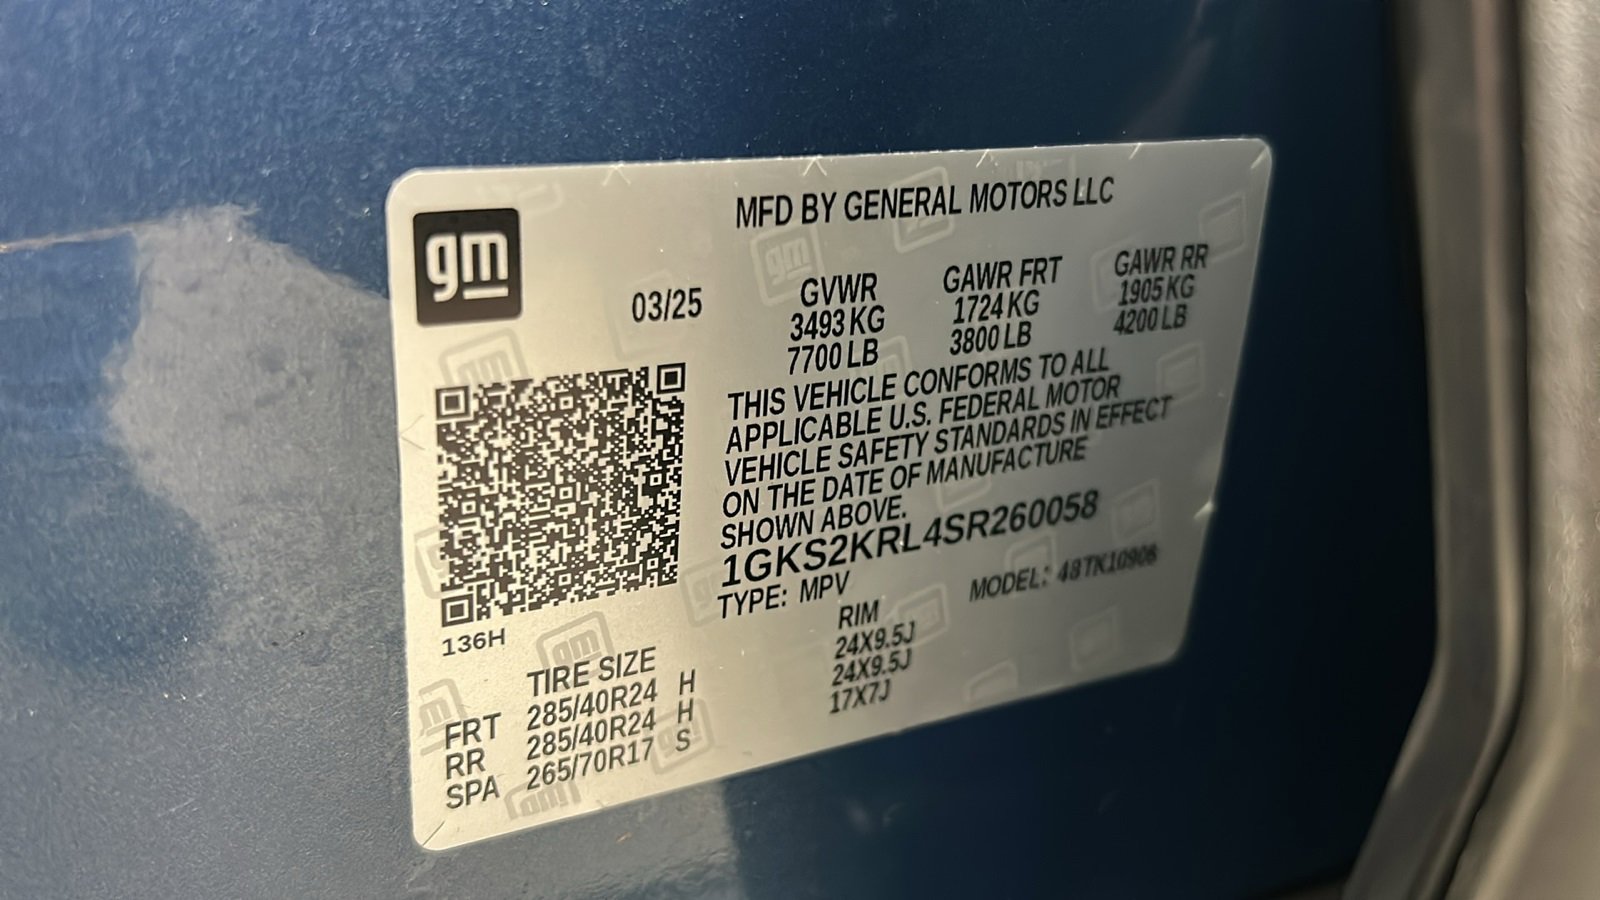 gm
MFD BY GENERAL MOTORS LLC
03/25
GVWR GAWR FRT GAWR RR
3493 KG 1724 KG 1905 KG
7700 LB 3800 LB 4200 LB
THIS VEHICLE CONFORMS TO ALL
APPLICABLE U.S. FEDERAL MOTOR
VEHICLE SAFETY STANDARDS IN EFFECT
ON THE DATE OF MANUFACTURE
SHOWN ABOVE.
1GKS2KRL4SR260058
TYPE: MPV MODEL: 48TK10906
136H
TIRE SIZE RIM
FRT 285/40R24 H 24X9.5J
RR 285/40R24 H 24X9.5J
SPA 265/70R17 S 17X7J